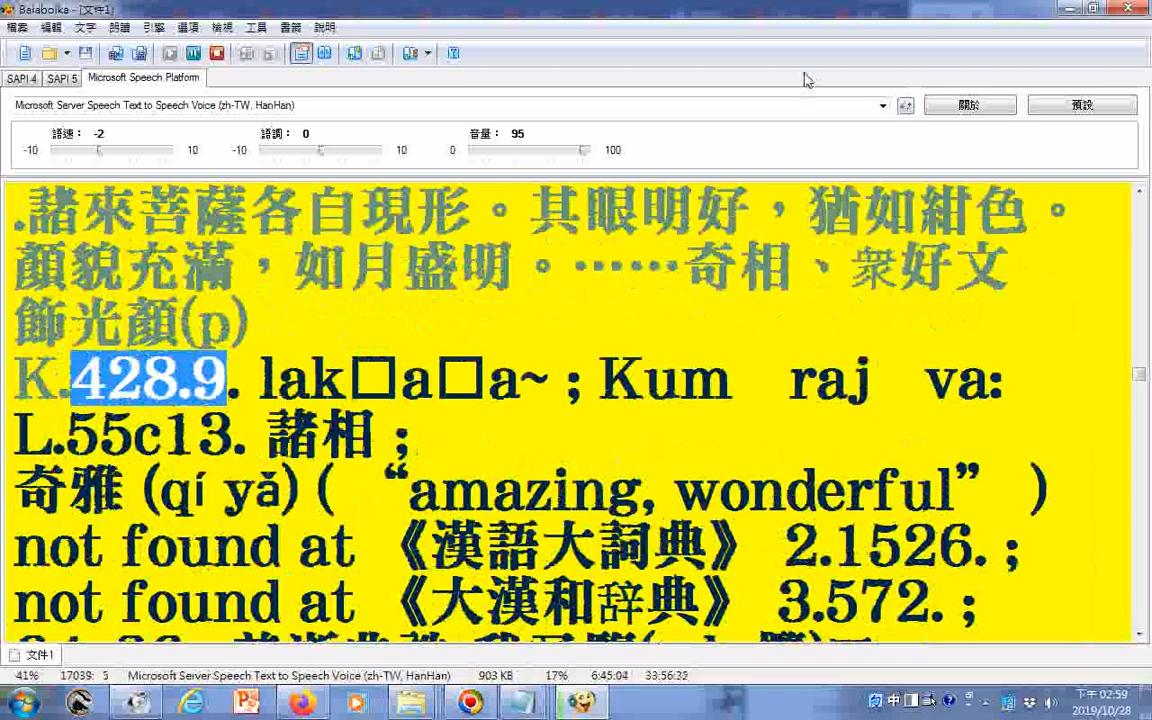 Balabolka - [文件1]
檔案 編輯 文字 朗讀 引擎 選項 檢視 工具 書籤 說明
SAPI 4 SAPI 5 Microsoft Speech Platform
Microsoft Server Speech Text to Speech Voice (zh-TW, HanHan) 關於 預設
語速： -2 語調： 0 音量： 95
-10 10 -10 10 0 100
.諸來菩薩各自現形。其眼明好，猶如紺色。
顏貌充滿，如月盛明。……奇相、衆好文
飾光顏(p)
K.428.9. lak□a□a~ ; Kum raj va:
L.55c13. 諸相 ;
奇雅 (qí yǎ) ( “amazing, wonderful” )
not found at 《漢語大詞典》 2.1526. ;
not found at 《大漢和辞典》 3.572. ;
文件1
41% 17039: 5 Microsoft Server Speech Text to Speech Voice (zh-TW, HanHan) 903 KB 17% 6:45:04 33:56:32
中
下午 02:59
2019/10/28